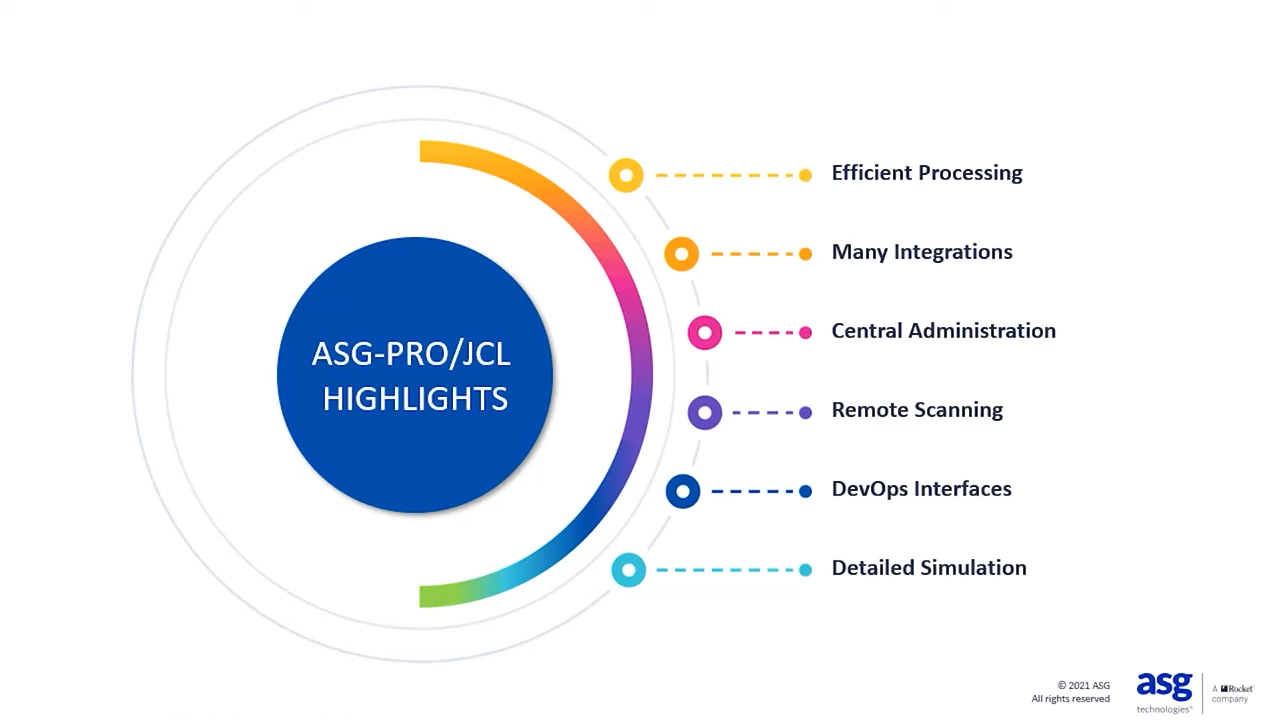 ASG-PRO/JCL
HIGHLIGHTS
Efficient Processing
Many Integrations
Central Administration
Remote Scanning
DevOps Interfaces
Detailed Simulation
© 2021 ASG
All rights reserved
asg
technologies®
A Rocket
company